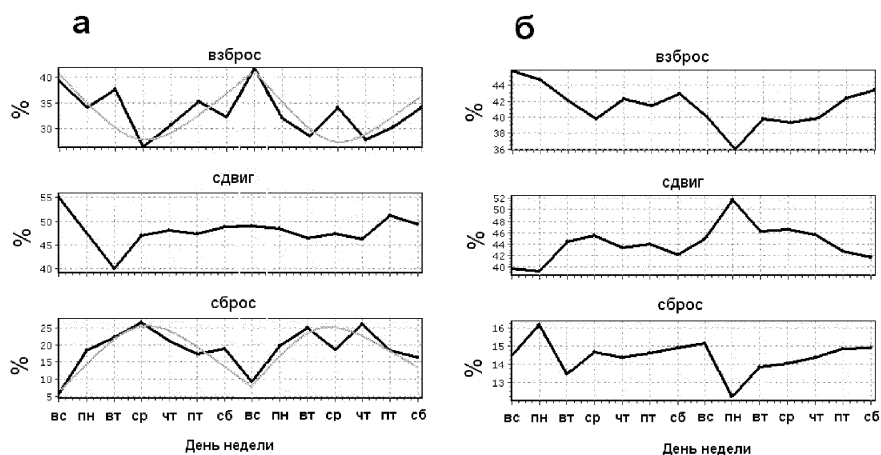 а
взброс
%
40
35
30
сдвиг
%
55
50
45
40
сброс
%
25
20
15
10
5
вс пн вт ср чт пт сб вс пн вт ср чт пт сб
День недели
б
взброс
%
44
42
40
38
36
сдвиг
%
52
50
48
46
44
42
40
сброс
%
16
15
14
13
вс пн вт ср чт пт сб вс пн вт ср чт пт сб
День недели